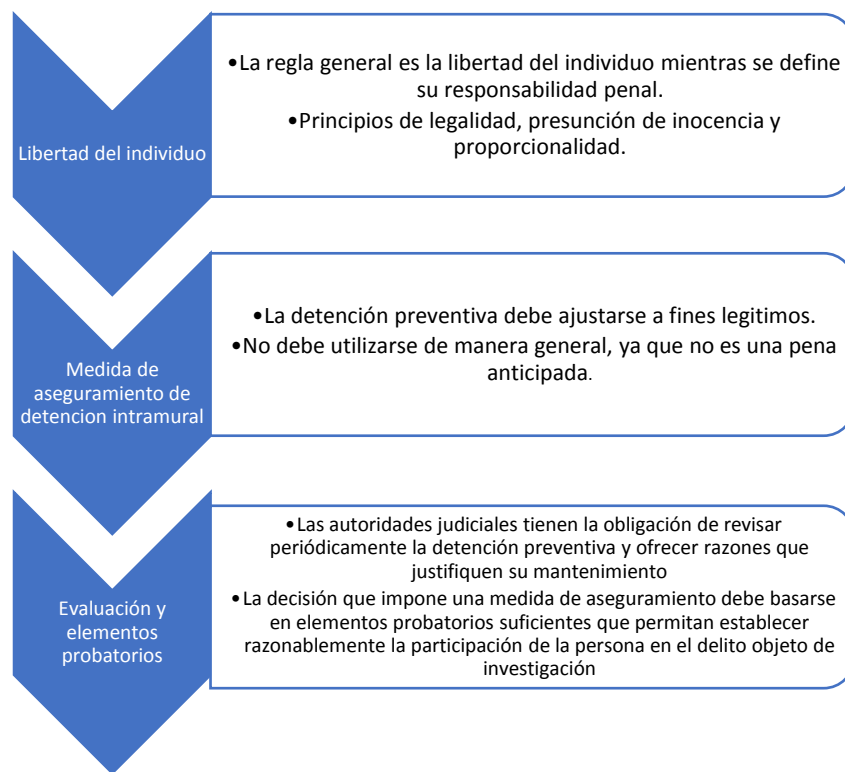 Libertad del individuo
•La regla general es la libertad del individuo mientras se define
su responsabilidad penal.
•Principios de legalidad, presunción de inocencia y
proporcionalidad.
Medida de
aseguramiento de
detencion intramural
•La detención preventiva debe ajustarse a fines legitimos.
•No debe utilizarse de manera general, ya que no es una pena
anticipada.
Evaluación y
elementos
probatorios
•Las autoridades judiciales tienen la obligación de revisar
periódicamente la detención preventiva y ofrecer razones que
justifiquen su mantenimiento
•La decisión que impone una medida de aseguramiento debe basarse
en elementos probatorios suficientes que permitan establecer
razonablemente la participación de la persona en el delito objeto de
investigación